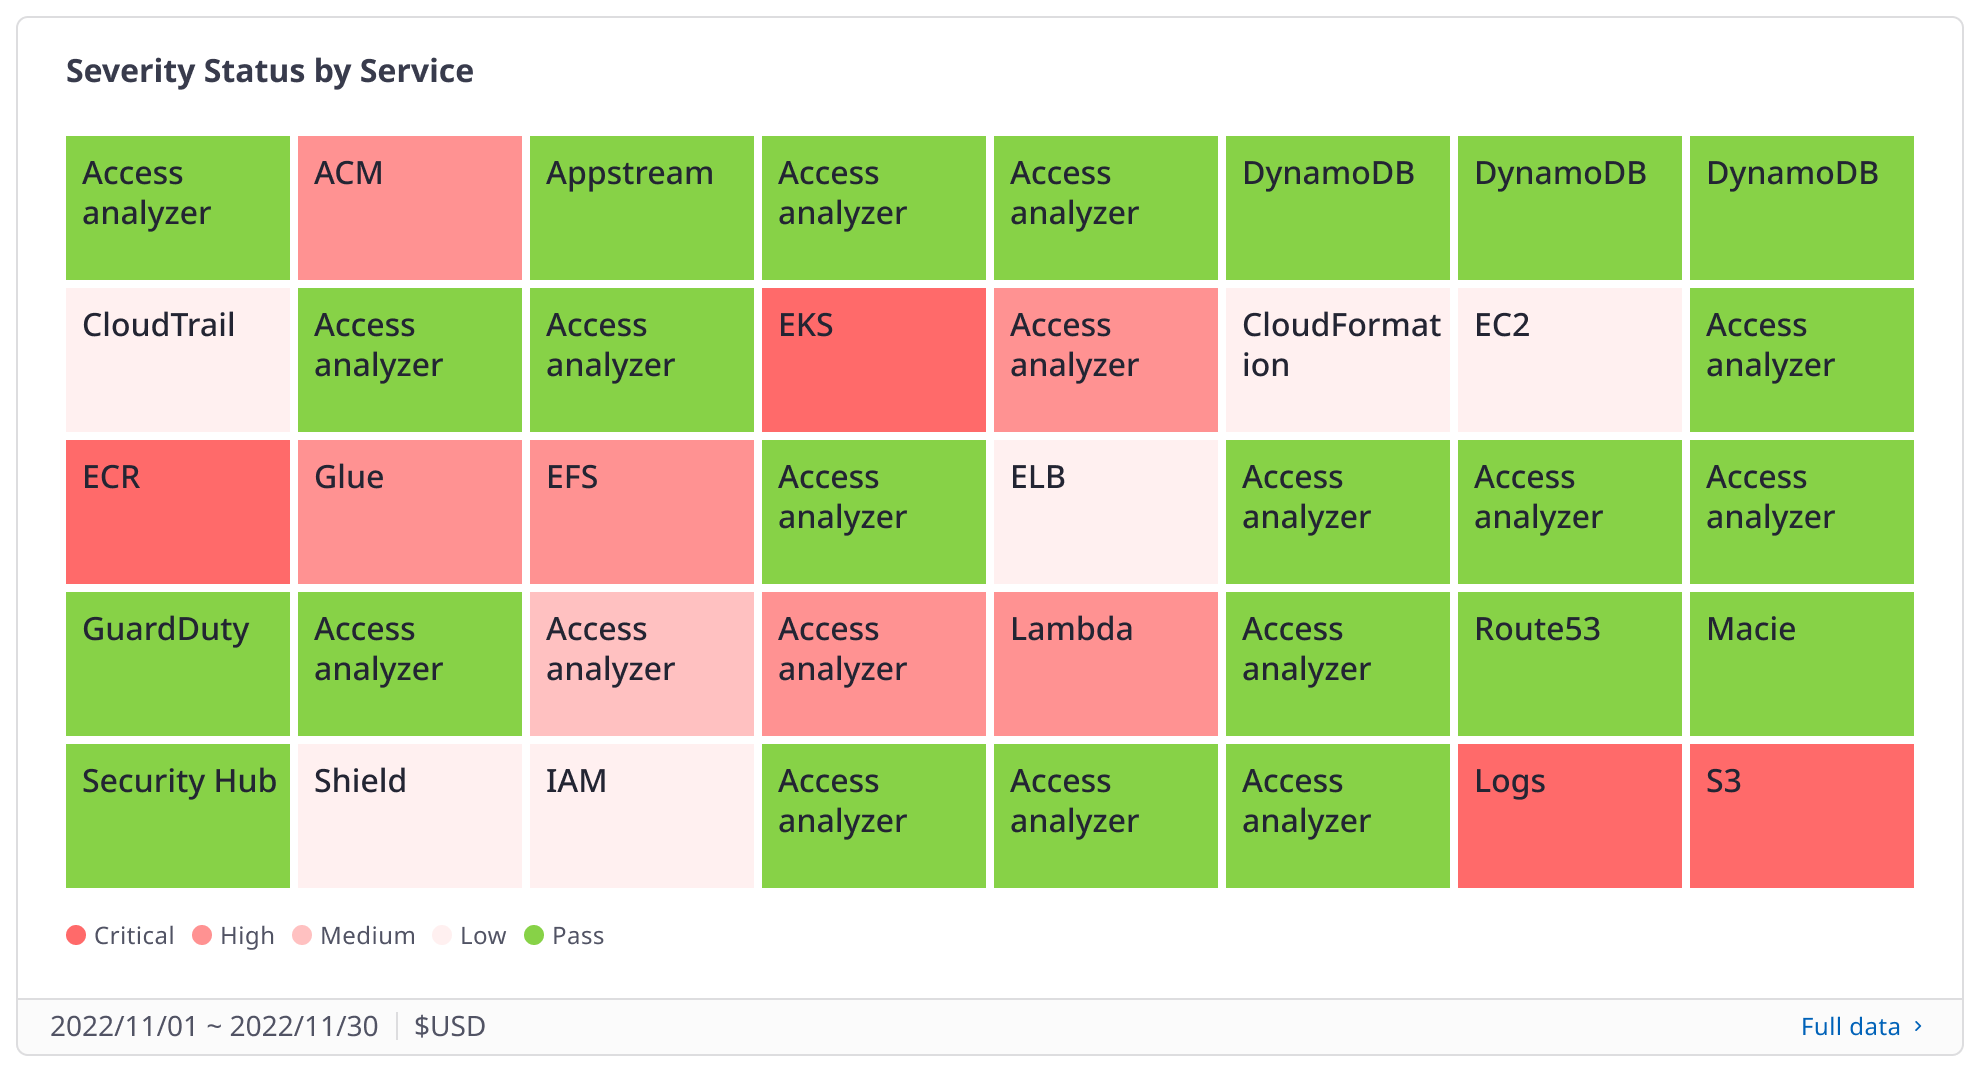 Severity Status by Service
Access
analyzer
ACM
Appstream
Access
analyzer
Access
analyzer
DynamoDB
DynamoDB
DynamoDB
CloudTrail
Access
analyzer
Access
analyzer
EKS
Access
analyzer
CloudFormat
ion
EC2
Access
analyzer
ECR
Glue
EFS
Access
analyzer
ELB
Access
analyzer
Access
analyzer
Access
analyzer
GuardDuty
Access
analyzer
Access
analyzer
Access
analyzer
Lambda
Access
analyzer
Route53
Macie
Security Hub
Shield
IAM
Access
analyzer
Access
analyzer
Access
analyzer
Logs
S3
Critical High Medium Low Pass
2022/11/01 ~ 2022/11/30 $USD Full data